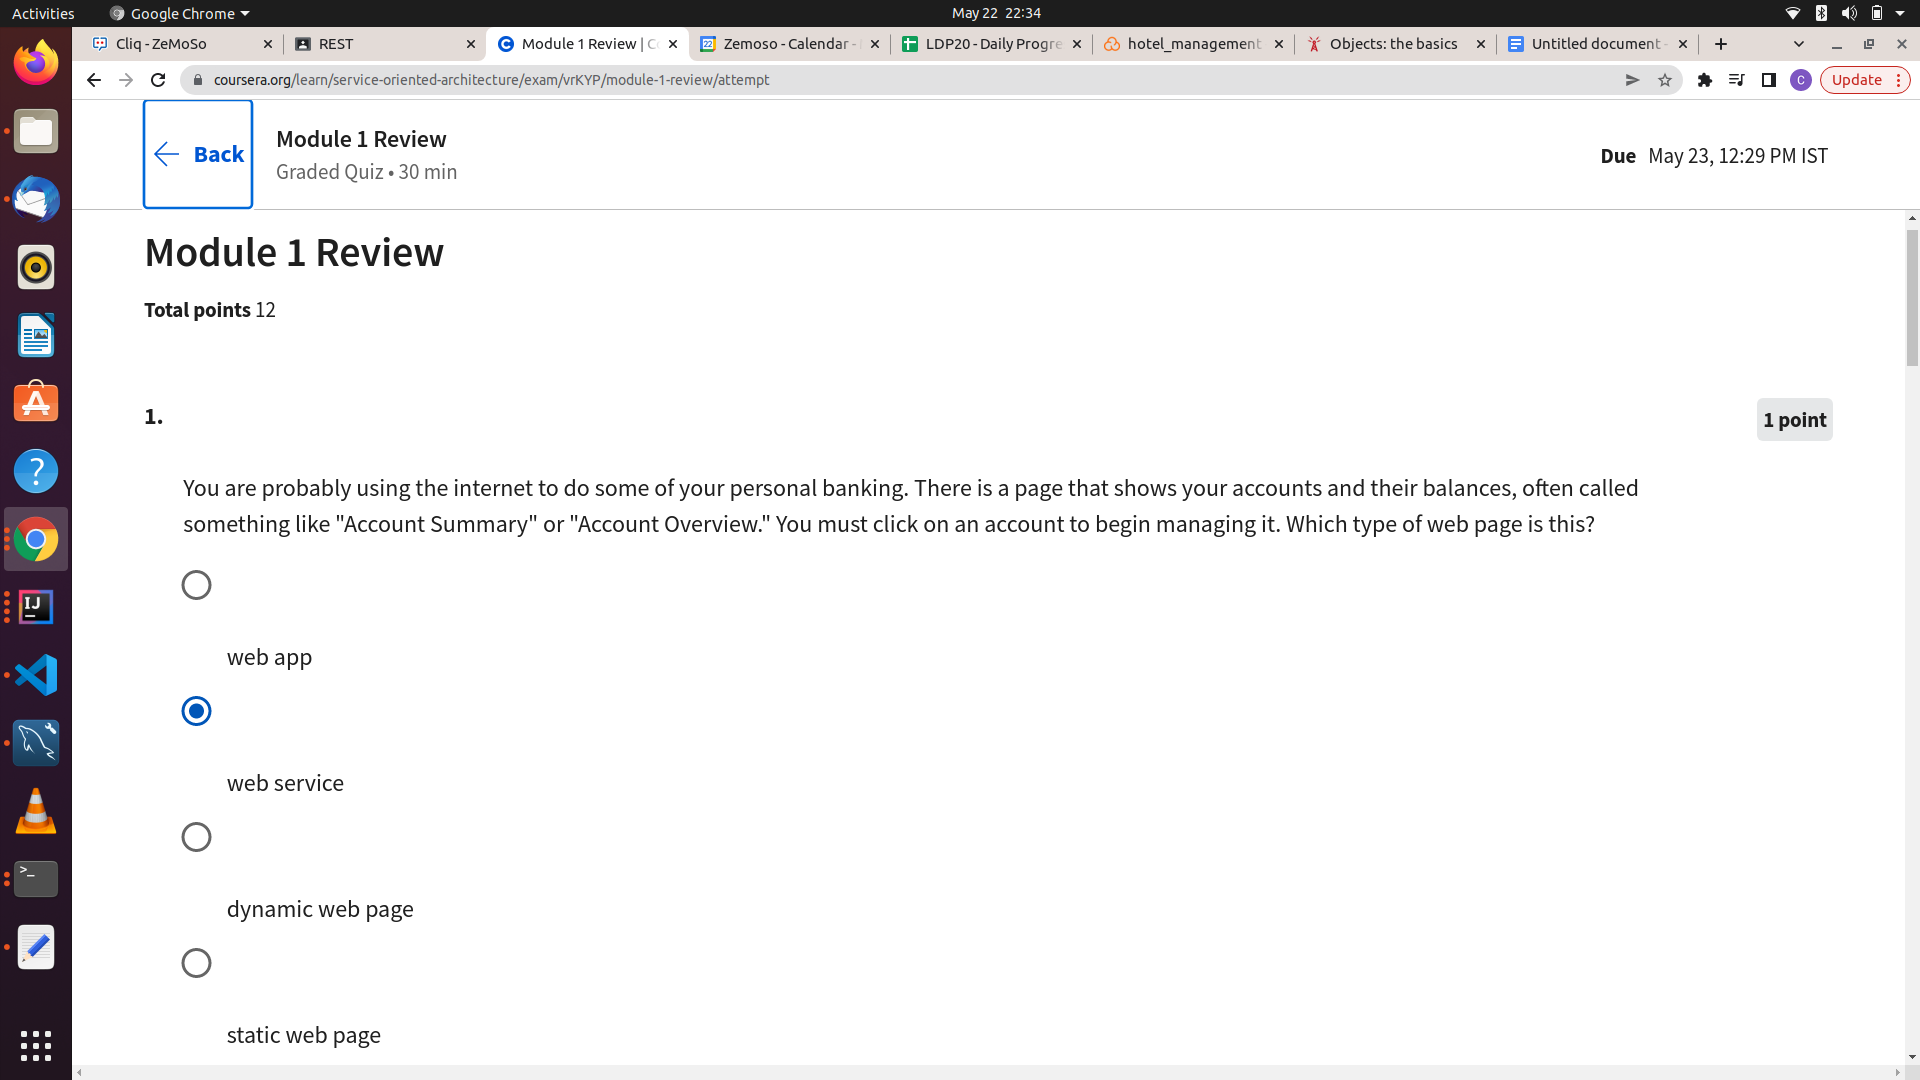 Activities
Google Chrome
May 22 22:34
Cliq - ZeMoSo
REST
Module 1 Review | C
Zemoso - Calendar -
LDP20 - Daily Progre
hotel_management
Objects: the basics
Untitled document -
coursera.org/learn/service-oriented-architecture/exam/vrKYP/module-1-review/attempt
C
Update
Back
Module 1 Review
Graded Quiz • 30 min
Due May 23, 12:29 PM IST
Module 1 Review
Total points 12
1.
1 point
You are probably using the internet to do some of your personal banking. There is a page that shows your accounts and their balances, often called
something like "Account Summary" or "Account Overview." You must click on an account to begin managing it. Which type of web page is this?
web app
web service
dynamic web page
static web page